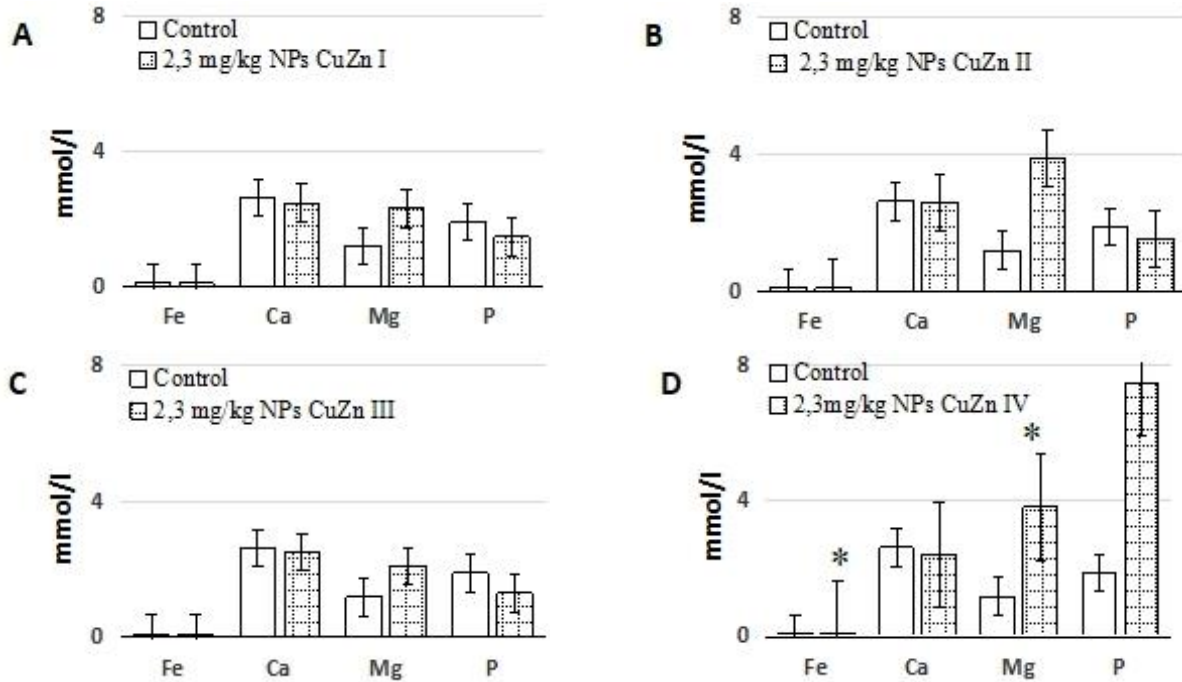 A
8
Control
2,3 mg/kg NPs CuZn I
mmol/l
4
0
Fe Ca Mg P
B
8
Control
2,3 mg/kg NPs CuZn II
mmol/l
4
0
Fe Ca Mg P
C
8
Control
2,3 mg/kg NPs CuZn III
mmol/l
4
0
Fe Ca Mg P
D
8
Control
2,3mg/kg NPs CuZn IV
mmol/l
4
0
* *
Fe Ca Mg P